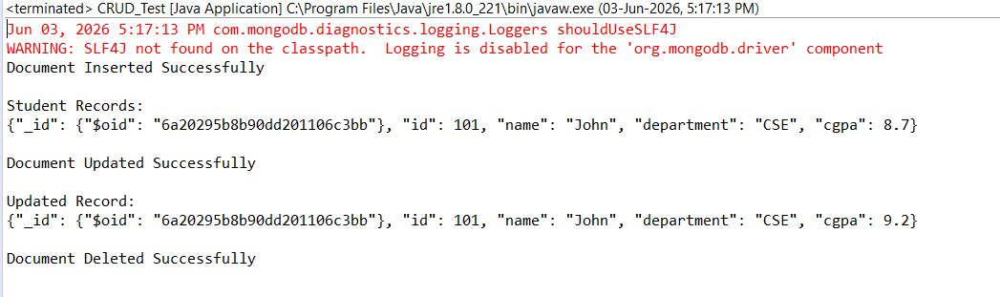 <terminated> CRUD_Test [Java Application] C:\Program Files\Java\jre1.8.0_221\bin\javaw.exe (03-Jun-2026, 5:17:13 PM)
Jun 03, 2026 5:17:13 PM com.mongodb.diagnostics.logging.Loggers shouldUseSLF4J
WARNING: SLF4J not found on the classpath.  Logging is disabled for the 'org.mongodb.driver' component
Document Inserted Successfully

Student Records:
{"_id": {"$oid": "6a20295b8b90dd201106c3bb"}, "id": 101, "name": "John", "department": "CSE", "cgpa": 8.7}

Document Updated Successfully

Updated Record:
{"_id": {"$oid": "6a20295b8b90dd201106c3bb"}, "id": 101, "name": "John", "department": "CSE", "cgpa": 9.2}

Document Deleted Successfully